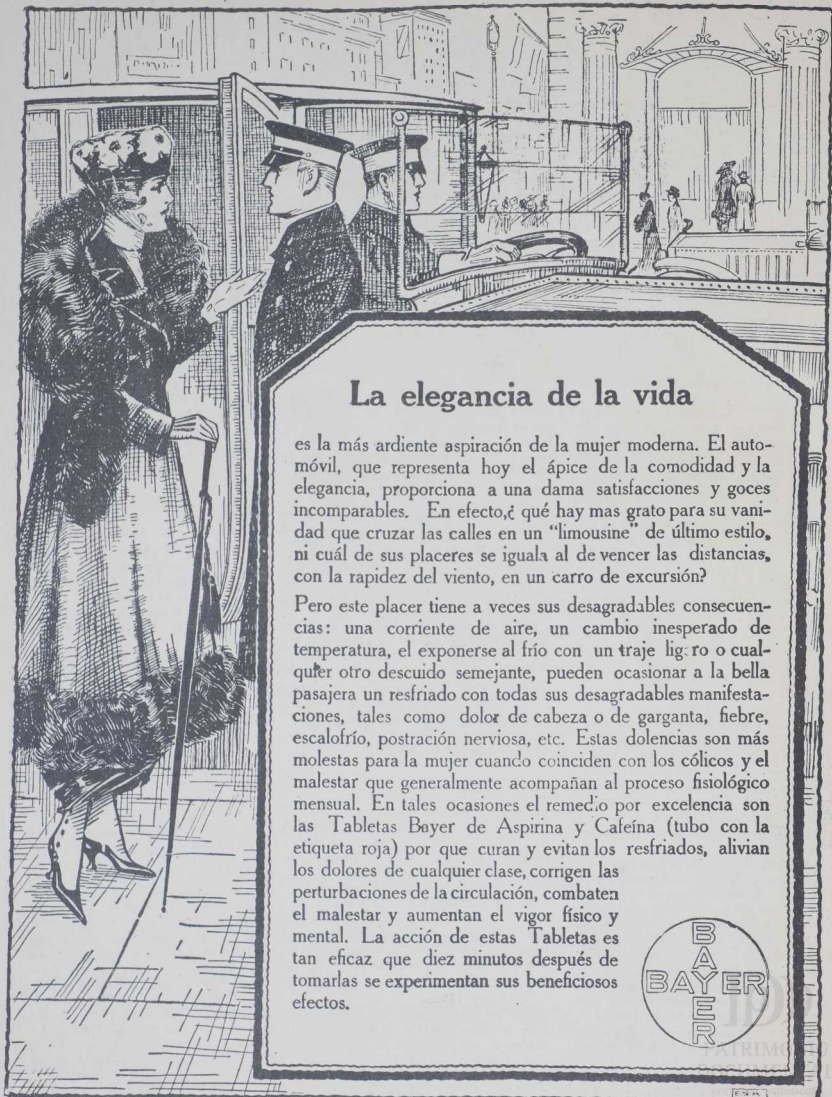 La elegancia de la vida
es la más ardiente aspiración de la mujer moderna. El auto-
móvil, que representa hoy el ápice de la comodidad y la
elegancia, proporciona a una dama satisfacciones y goces
incomparables. En efecto,¿ qué hay mas grato para su vani-
dad que cruzar las calles en un "limousine" de último estilo,
ni cuál de sus placeres se iguala al de vencer las distancias,
con la rapidez del viento, en un carro de excursión?
Pero este placer tiene a veces sus desagradables consecuen-
cias: una corriente de aire, un cambio inesperado de
temperatura, el exponerse al frío con un traje lig ro o cual-
quier otro descuido semejante, pueden ocasionar a la bella
pasajera un resfriado con todas sus desagradables manifesta-
ciones, tales como dolor de cabeza o de garganta, fiebre,
escalofrío, postración nerviosa, etc. Estas dolencias son más
molestas para la mujer cuando coinciden con los cólicos y el
malestar que generalmente acompañan al proceso fisiológico
mensual. En tales ocasiones el remedio por excelencia son
las Tabletas Bayer de Aspirina y Cafeína (tubo con la
etiqueta roja) por que curan y evitan los resfriados, alivian
los dolores de cualquier clase, corrigen las
perturbaciones de la circulación, combaten
el malestar y aumentan el vigor físico y
mental. La acción de estas Tabletas es
tan eficaz que diez minutos después de
tomarlas se experimentan sus beneficiosos
efectos.
BAYER
BAYER